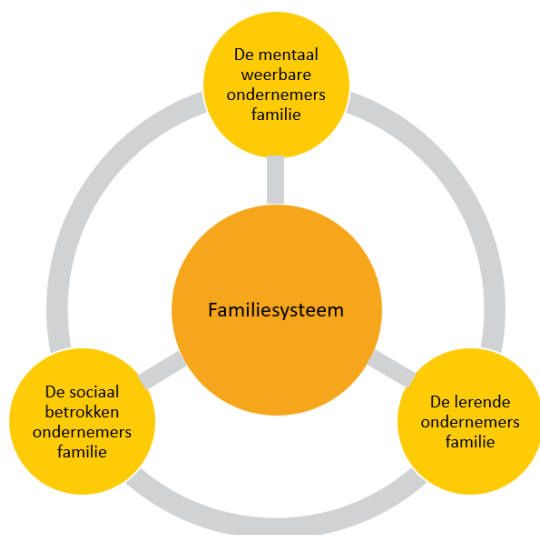 De mentaal
weerbare
ondernemers
familie
Familiesysteem
De sociaal
betrokken
ondernemers
familie
De lerende
ondernemers
familie